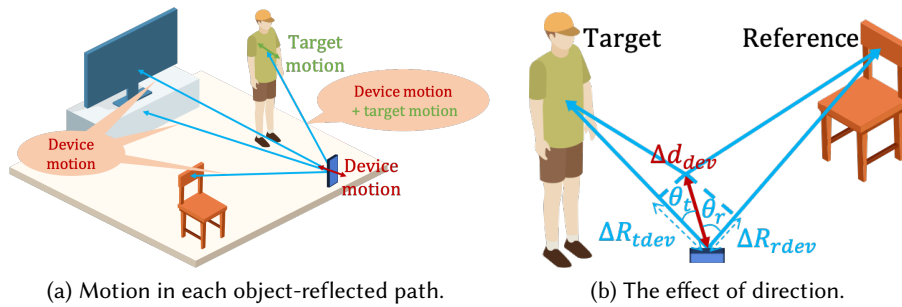 Target
motion
Device motion
+ target motion
Device
motion
Device
motion
(a) Motion in each object-reflected path.
Target
Reference
Δd_dev
θ_t
θ_r
ΔR_tdev
ΔR_rdev
(b) The effect of direction.